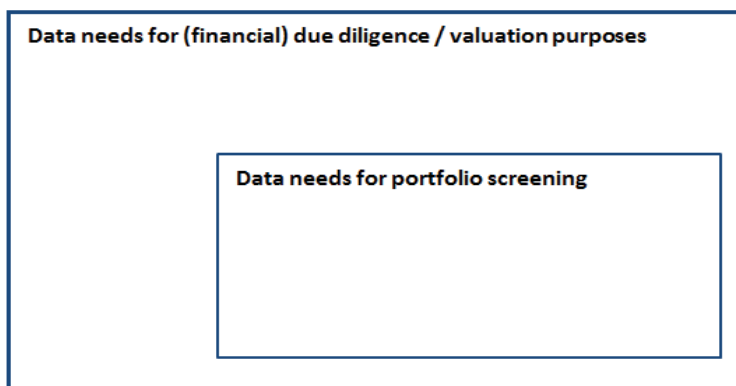 Data needs for (financial) due diligence / valuation purposes
Data needs for portfolio screening